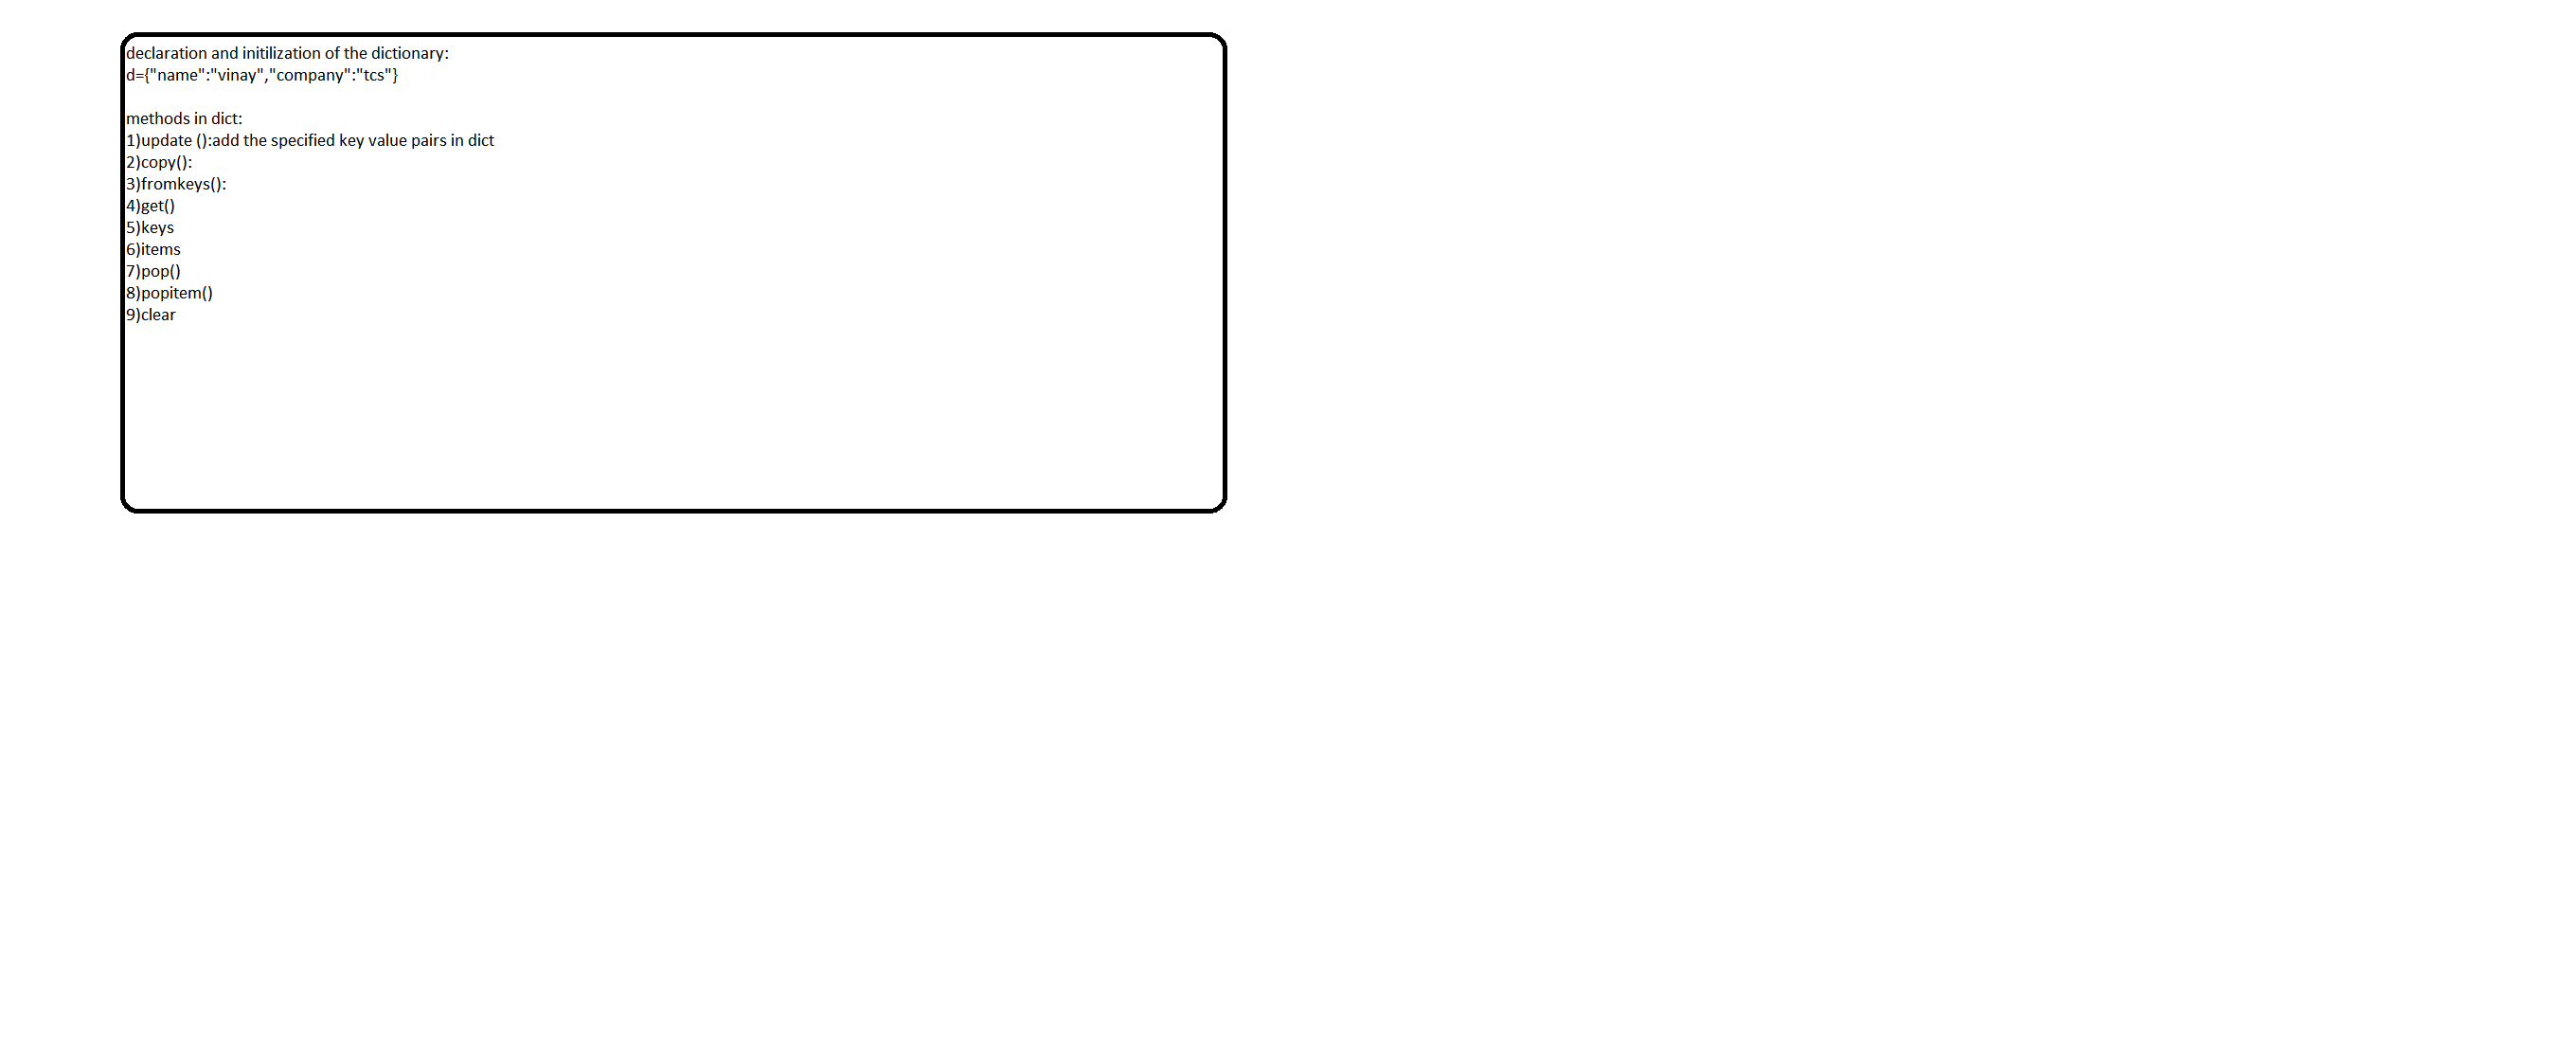 declaration and initilization of the dictionary:
d={"name":"vinay","company":"tcs"}
methods in dict:
1)update ():add the specified key value pairs in dict
2)copy():
3)fromkeys():
4)get()
5)keys
6)items
7)pop()
8)popitem()
9)clear